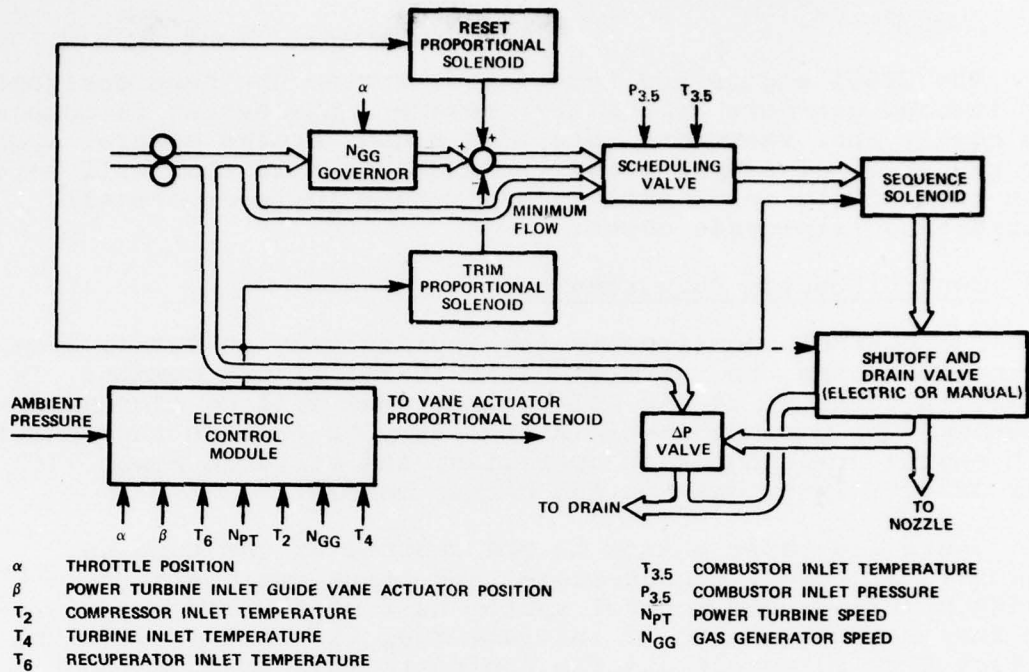 RESET
PROPORTIONAL
SOLENOID
α
P3.5
T3.5
NGG
GOVERNOR
+
+
−
SCHEDULING
VALVE
SEQUENCE
SOLENOID
MINIMUM
FLOW
TRIM
PROPORTIONAL
SOLENOID
SHUTOFF AND
DRAIN VALVE
(ELECTRIC OR MANUAL)
AMBIENT
PRESSURE
ELECTRONIC
CONTROL
MODULE
TO VANE ACTUATOR
PROPORTIONAL SOLENOID
ΔP
VALVE
TO DRAIN
TO
NOZZLE
α β T6 NPT T2 NGG T4
α THROTTLE POSITION
β POWER TURBINE INLET GUIDE VANE ACTUATOR POSITION
T2 COMPRESSOR INLET TEMPERATURE
T4 TURBINE INLET TEMPERATURE
T6 RECUPERATOR INLET TEMPERATURE
T3.5 COMBUSTOR INLET TEMPERATURE
P3.5 COMBUSTOR INLET PRESSURE
NPT POWER TURBINE SPEED
NGG GAS GENERATOR SPEED